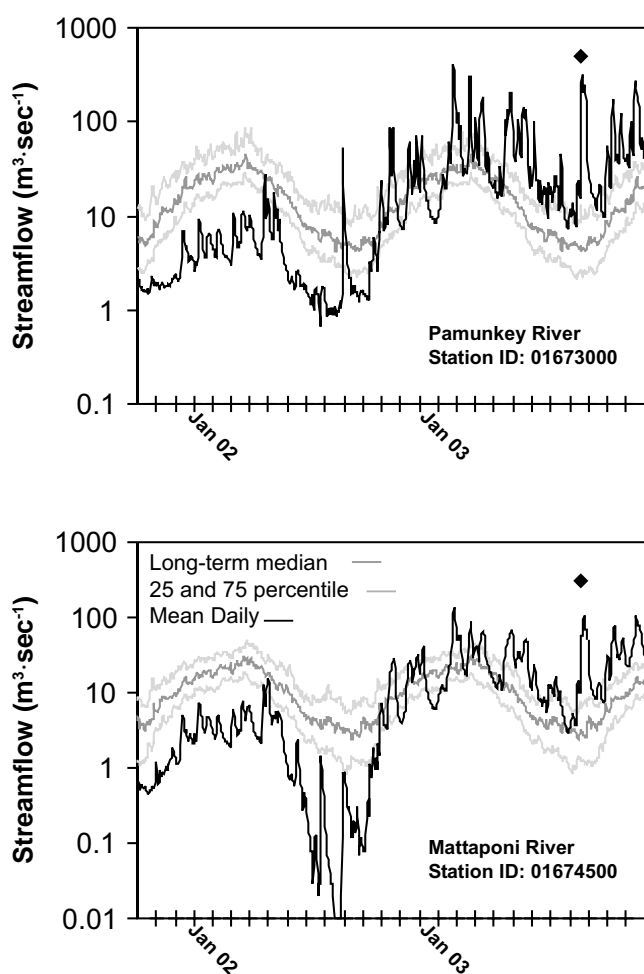 1000
100
10
1
0.1
Streamflow (m³·sec⁻¹)
Pamunkey River
Station ID: 01673000
Jan 02
Jan 03
1000
100
10
1
0.1
0.01
Streamflow (m³·sec⁻¹)
Long-term median
25 and 75 percentile
Mean Daily
Mattaponi River
Station ID: 01674500
Jan 02
Jan 03